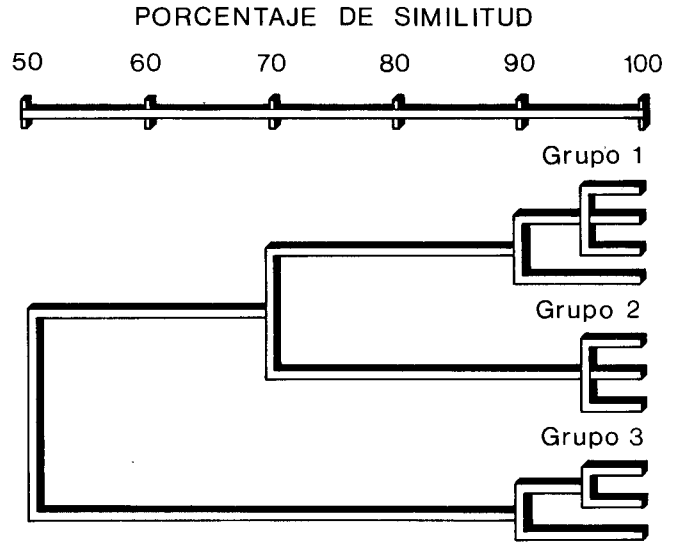 PORCENTAJE DE SIMILITUD
50 60 70 80 90 100
Grupo 1
Grupo 2
Grupo 3